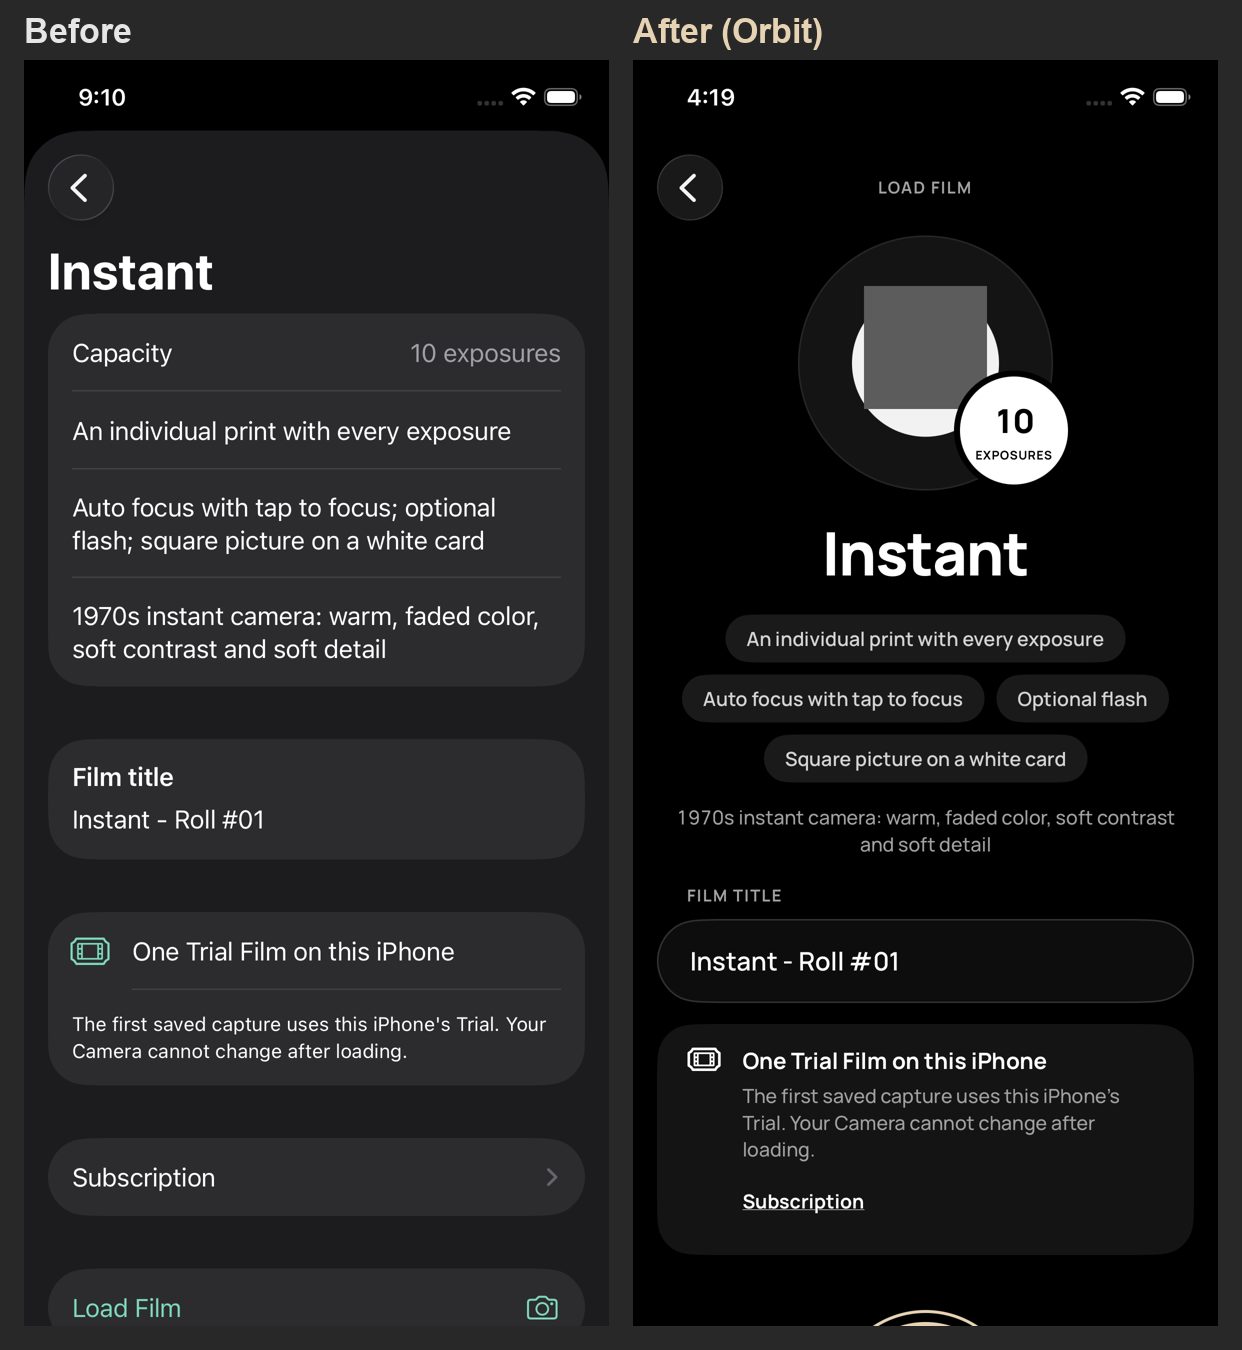 Before
9:10
Instant
Capacity 10 exposures
An individual print with every exposure
Auto focus with tap to focus; optional
flash; square picture on a white card
1970s instant camera: warm, faded color,
soft contrast and soft detail
Film title
Instant - Roll #01
One Trial Film on this iPhone
The first saved capture uses this iPhone's Trial. Your
Camera cannot change after loading.
Subscription
Load Film
After (Orbit)
4:19
LOAD FILM
10
EXPOSURES
Instant
An individual print with every exposure
Auto focus with tap to focus
Optional flash
Square picture on a white card
1970s instant camera: warm, faded color, soft contrast
and soft detail
FILM TITLE
Instant - Roll #01
One Trial Film on this iPhone
The first saved capture uses this iPhone’s
Trial. Your Camera cannot change after
loading.
Subscription